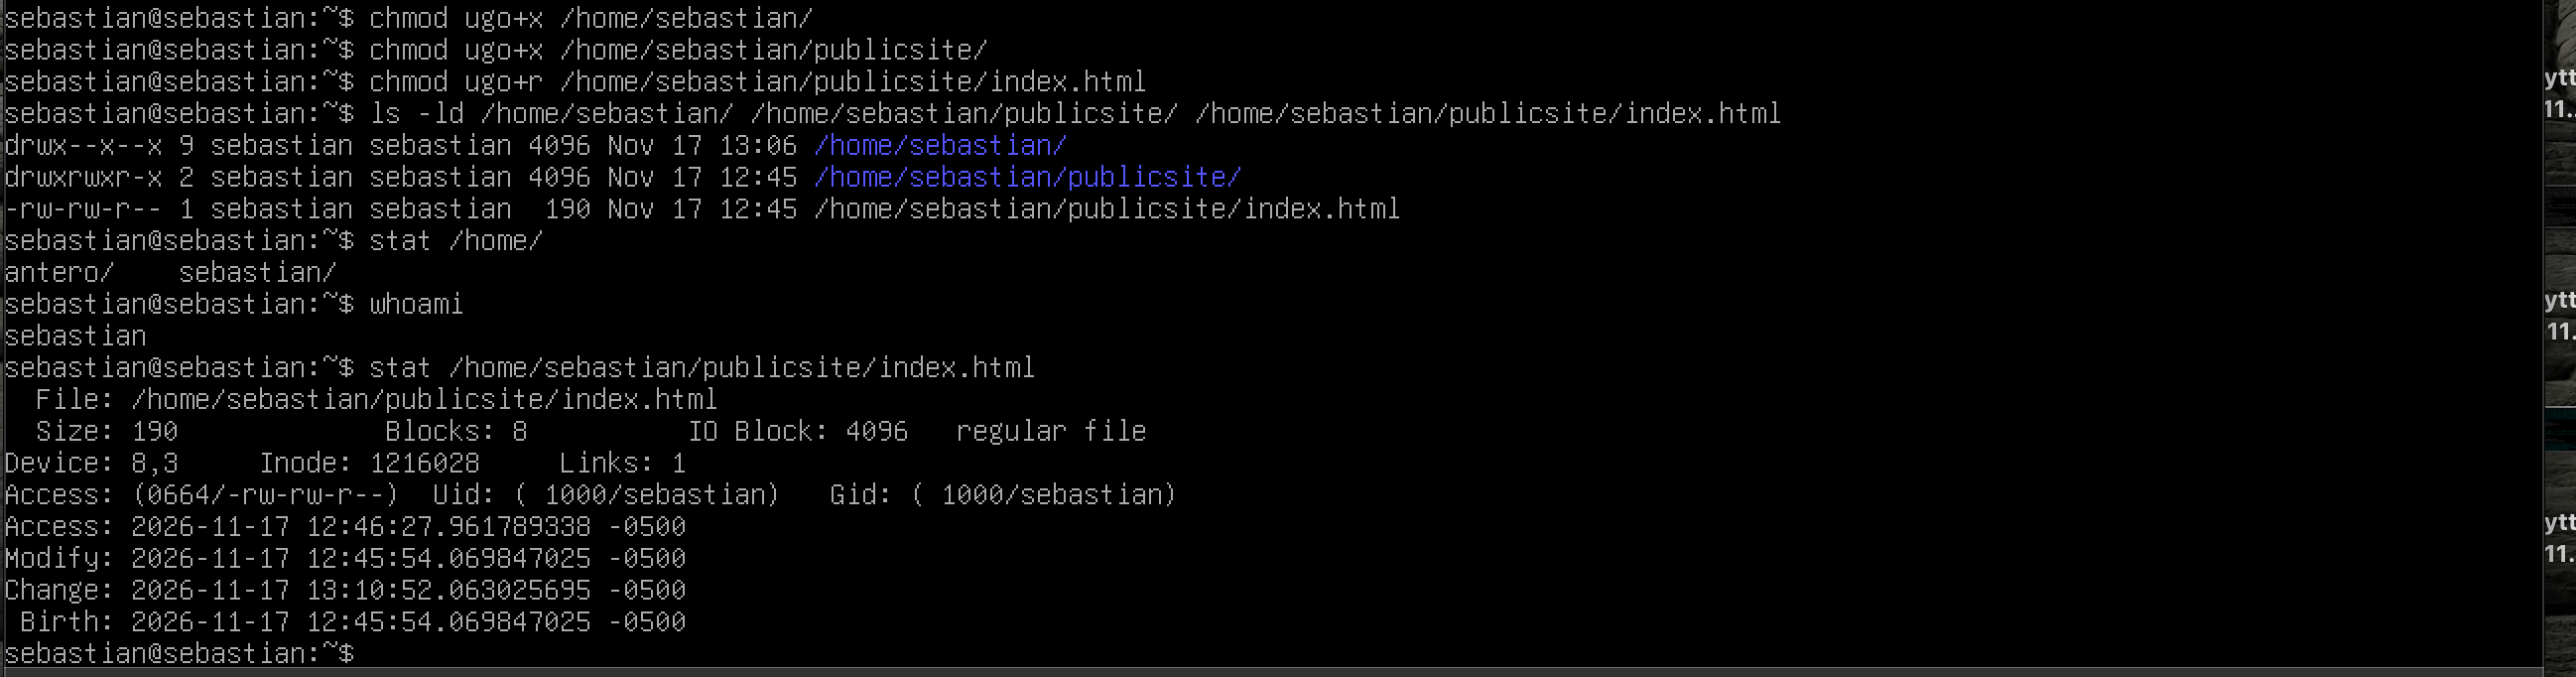 sebastian@sebastian:~$ chmod ugo+x /home/sebastian/
sebastian@sebastian:~$ chmod ugo+x /home/sebastian/publicsite/
sebastian@sebastian:~$ chmod ugo+r /home/sebastian/publicsite/index.html
sebastian@sebastian:~$ ls -ld /home/sebastian/ /home/sebastian/publicsite/ /home/sebastian/publicsite/index.html
drwx--x--x 9 sebastian sebastian 4096 Nov 17 13:06 /home/sebastian/
drwxrwxr-x 2 sebastian sebastian 4096 Nov 17 12:45 /home/sebastian/publicsite/
-rw-rw-r-- 1 sebastian sebastian  190 Nov 17 12:45 /home/sebastian/publicsite/index.html
sebastian@sebastian:~$ stat /home/
antero/    sebastian/
sebastian@sebastian:~$ whoami
sebastian
sebastian@sebastian:~$ stat /home/sebastian/publicsite/index.html
  File: /home/sebastian/publicsite/index.html
  Size: 190             Blocks: 8          IO Block: 4096   regular file
Device: 8,3     Inode: 1216028     Links: 1
Access: (0664/-rw-rw-r--)  Uid: ( 1000/sebastian)   Gid: ( 1000/sebastian)
Access: 2026-11-17 12:46:27.961789338 -0500
Modify: 2026-11-17 12:45:54.069847025 -0500
Change: 2026-11-17 13:10:52.063025695 -0500
 Birth: 2026-11-17 12:45:54.069847025 -0500
sebastian@sebastian:~$
ytt
11.
ytt
11.
ytt
11.